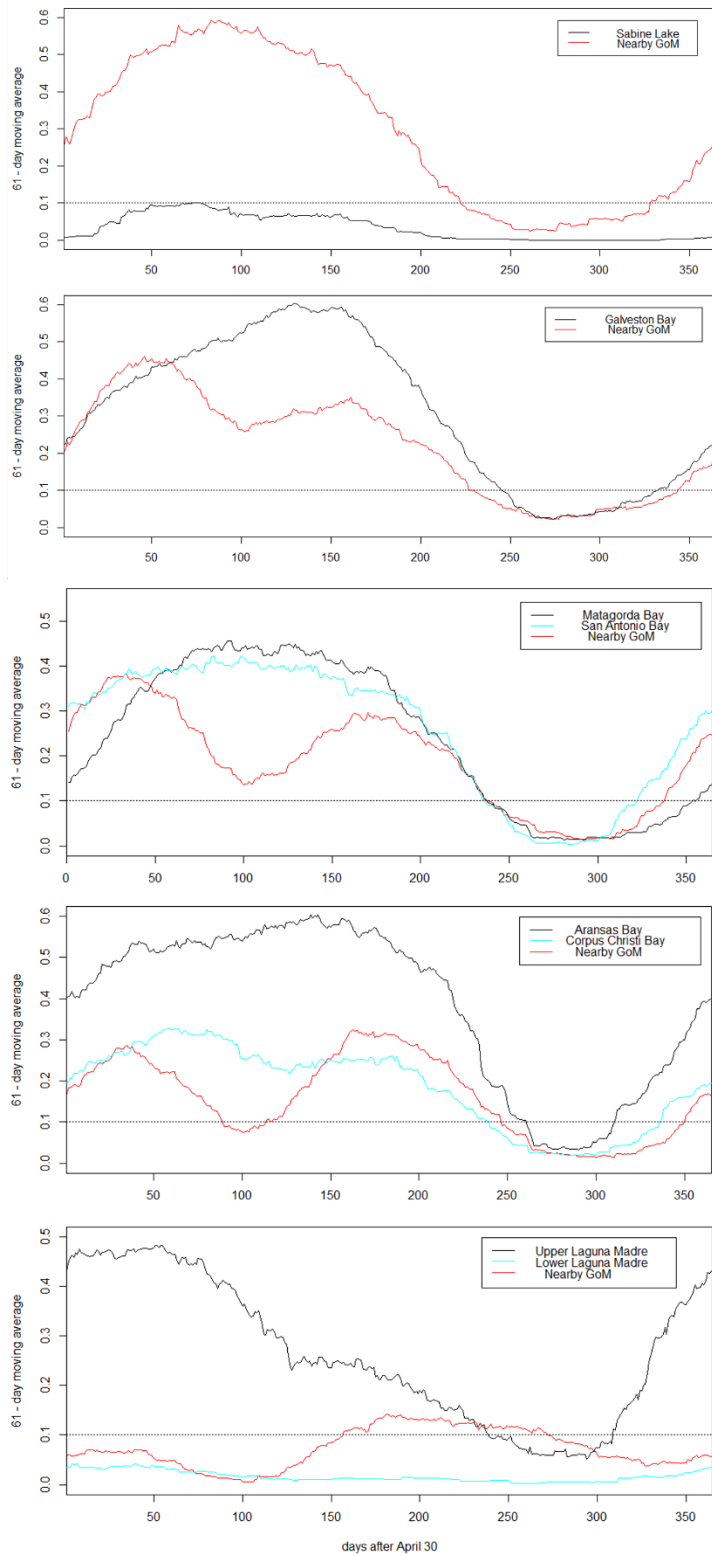 61 - day moving average
0.0 0.1 0.2 0.3 0.4 0.5 0.6
Sabine Lake
Nearby GoM
50 100 150 200 250 300 350
61 - day moving average
0.0 0.1 0.2 0.3 0.4 0.5 0.6
Galveston Bay
Nearby GoM
50 100 150 200 250 300 350
61 - day moving average
0.0 0.1 0.2 0.3 0.4 0.5
Matagorda Bay
San Antonio Bay
Nearby GoM
0 50 100 150 200 250 300 350
61 - day moving average
0.0 0.1 0.2 0.3 0.4 0.5 0.6
Aransas Bay
Corpus Christi Bay
Nearby GoM
50 100 150 200 250 300 350
61 - day moving average
0.0 0.1 0.2 0.3 0.4 0.5
Upper Laguna Madre
Lower Laguna Madre
Nearby GoM
50 100 150 200 250 300 350
days after April 30